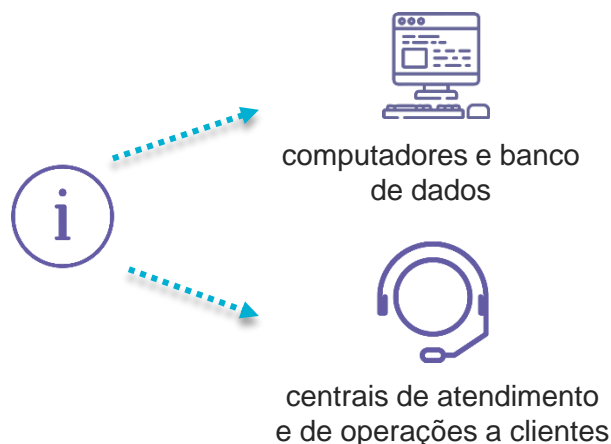 i
computadores e banco
de dados
centrais de atendimento
e de operações a clientes